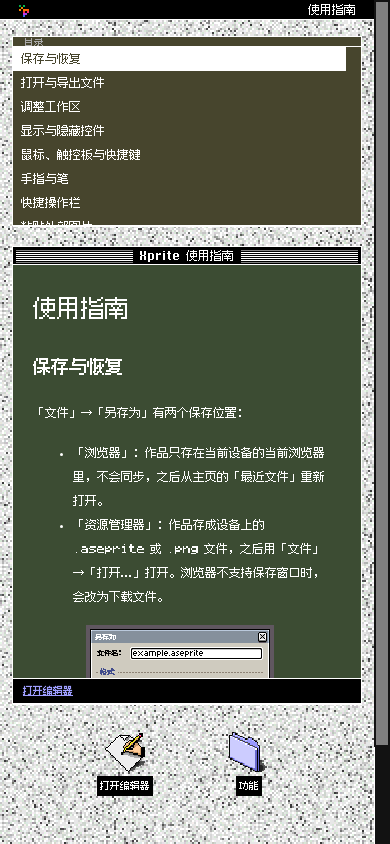 使用指南
目录
保存与恢复
打开与导出文件
调整工作区
显示与隐藏控件
鼠标、触控板与快捷键
手指与笔
快捷操作栏
粘贴外部图片
Xprite 使用指南
使用指南
保存与恢复
「文件」→「另存为」有两个保存位置：
「浏览器」：作品只存在当前设备的当前浏览器
里，不会同步，之后从主页的「最近文件」重新
打开。
「资源管理器」：作品存成设备上的
.aseprite 或 .png 文件，之后用「文件」
→「打开…」打开。浏览器不支持保存窗口时，
会改为下载文件。
另存为
文件名： example.aseprite
格式
打开编辑器
打开编辑器
功能